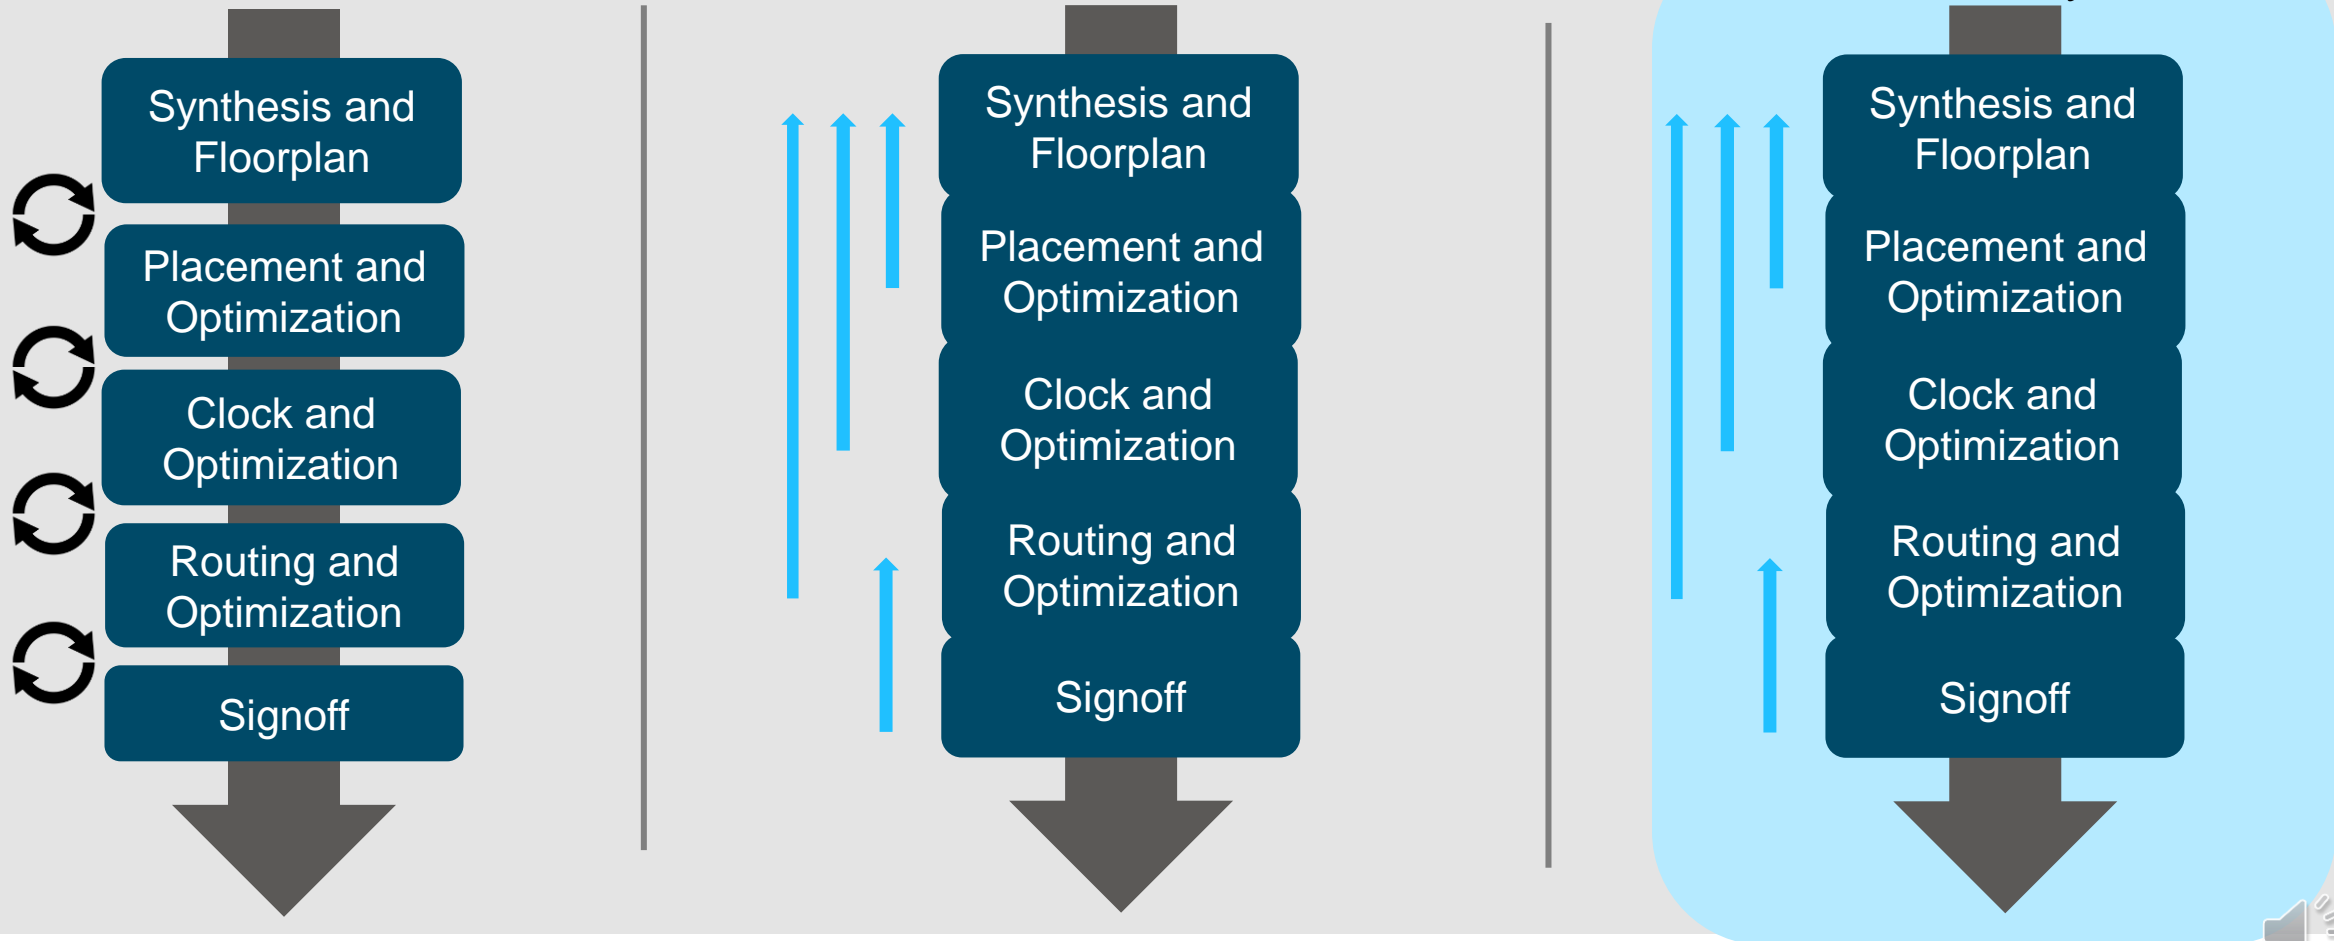 Synthesis and
Floorplan
Placement and
Optimization
Clock and
Optimization
Routing and
Optimization
Signoff
Synthesis and
Floorplan
Placement and
Optimization
Clock and
Optimization
Routing and
Optimization
Signoff
Synthesis and
Floorplan
Placement and
Optimization
Clock and
Optimization
Routing and
Optimization
Signoff